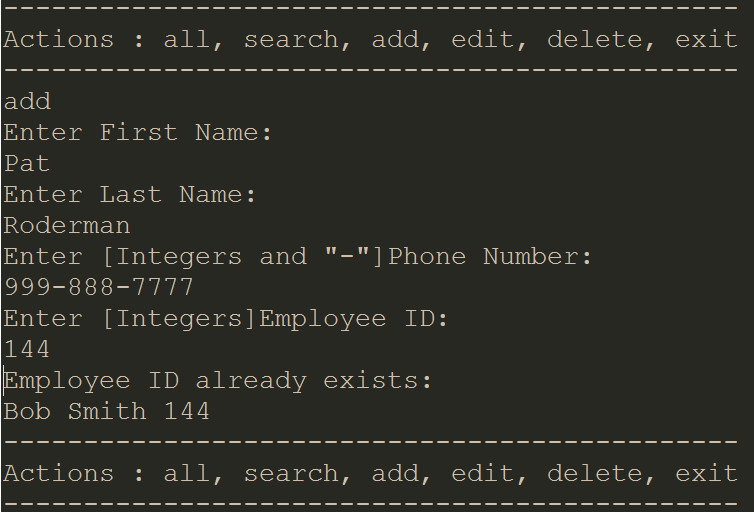 ----------------------------------------------
Actions : all, search, add, edit, delete, exit
----------------------------------------------
add
Enter First Name:
Pat
Enter Last Name:
Roderman
Enter [Integers and "-"]Phone Number:
999-888-7777
Enter [Integers]Employee ID:
144
Employee ID already exists:
Bob Smith 144
----------------------------------------------
Actions : all, search, add, edit, delete, exit
----------------------------------------------